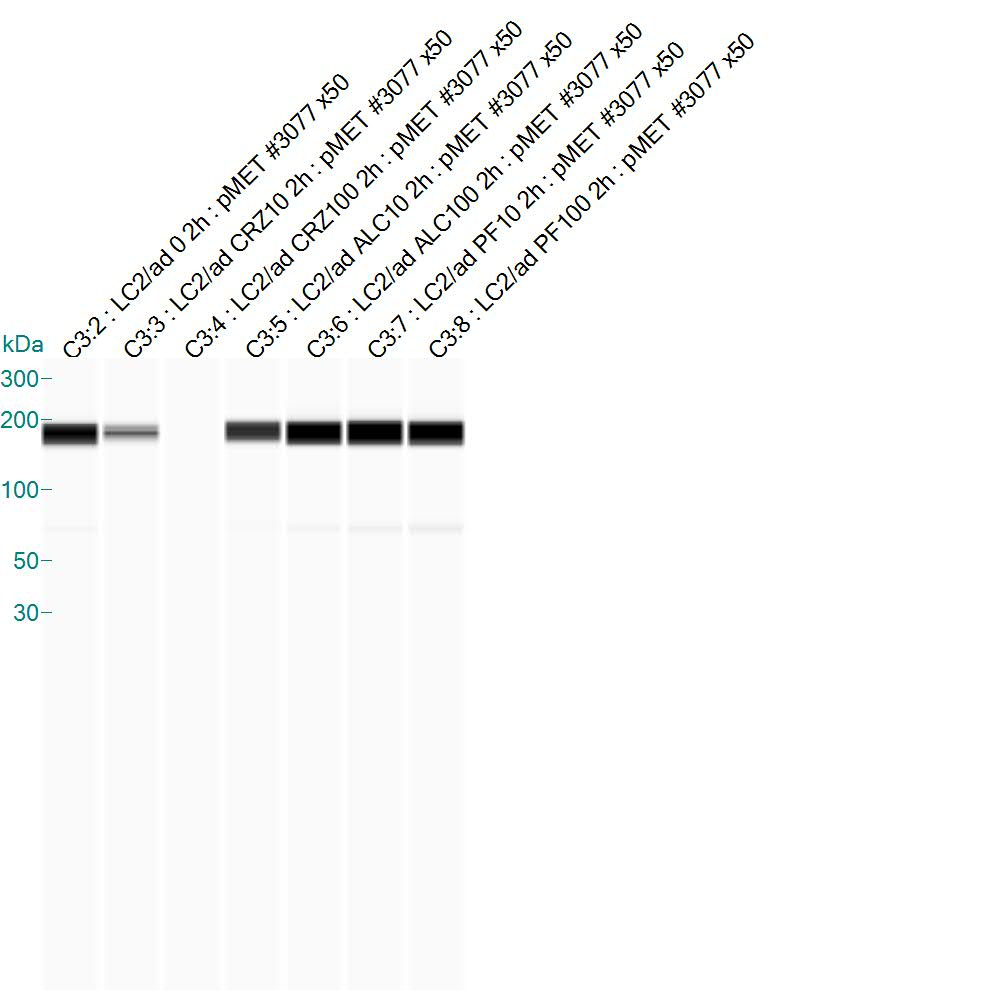 C3:2 : LC2/ad 0 2h : pMET #3077 x50
C3:3 : LC2/ad CRZ10 2h : pMET #3077 x50
C3:4 : LC2/ad CRZ100 2h : pMET #3077 x50
C3:5 : LC2/ad ALC10 2h : pMET #3077 x50
C3:6 : LC2/ad ALC100 2h : pMET #3077 x50
C3:7 : LC2/ad PF10 2h : pMET #3077 x50
C3:8 : LC2/ad PF100 2h : pMET #3077 x50
kDa
300
200
100
50
30